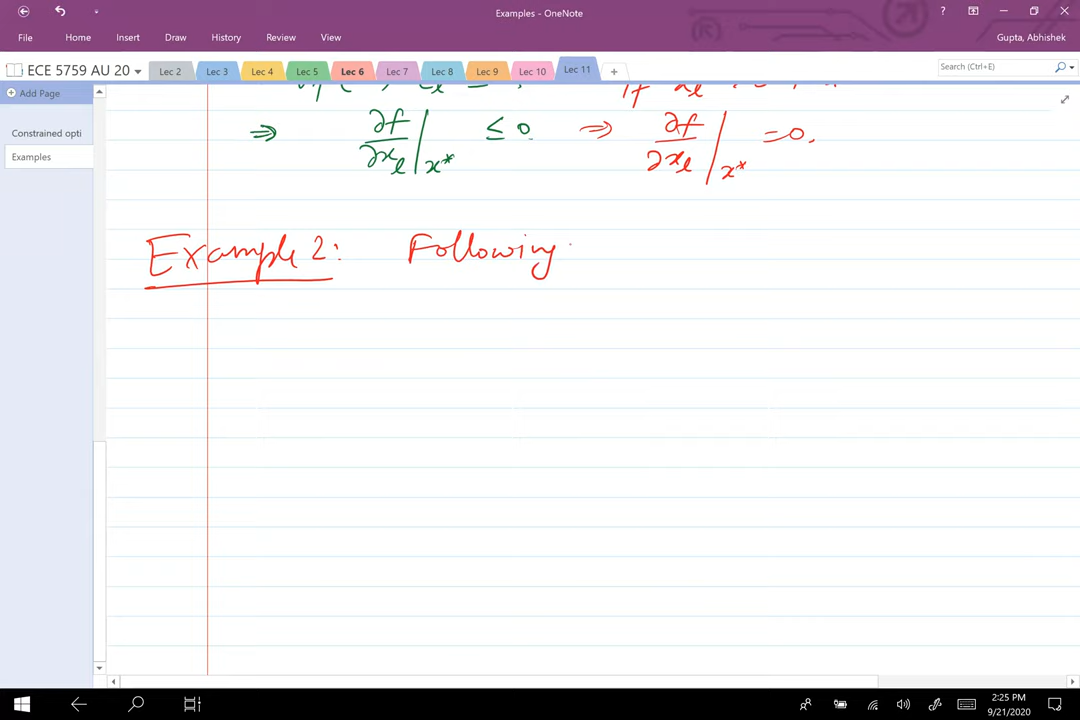 Examples - OneNote
?
File Home Insert Draw History Review View
Gupta, Abhishek
ECE 5759 AU 20
Lec 2 Lec 3 Lec 4 Lec 5 Lec 6 Lec 7 Lec 8 Lec 9 Lec 10 Lec 11 +
Search (Ctrl+E)
Add Page
Constrained opti
Examples
⇒ ∂f/∂xₗ |x* ≤ 0 ⇒ ∂f/∂xₗ |x* = 0.
Example 2: Following
2:25 PM
9/21/2020